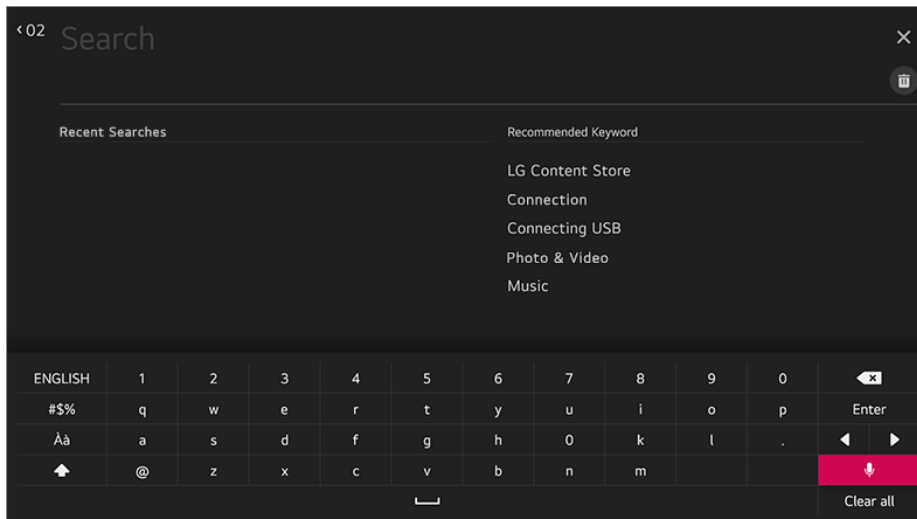 ‹02 Search
Recent Searches
Recommended Keyword
LG Content Store
Connection
Connecting USB
Photo & Video
Music
ENGLISH 1 2 3 4 5 6 7 8 9 0
#$% q w e r t y u i o p Enter
Àà a s d f g h 0 k l .
@ z x c v b n m
Clear all